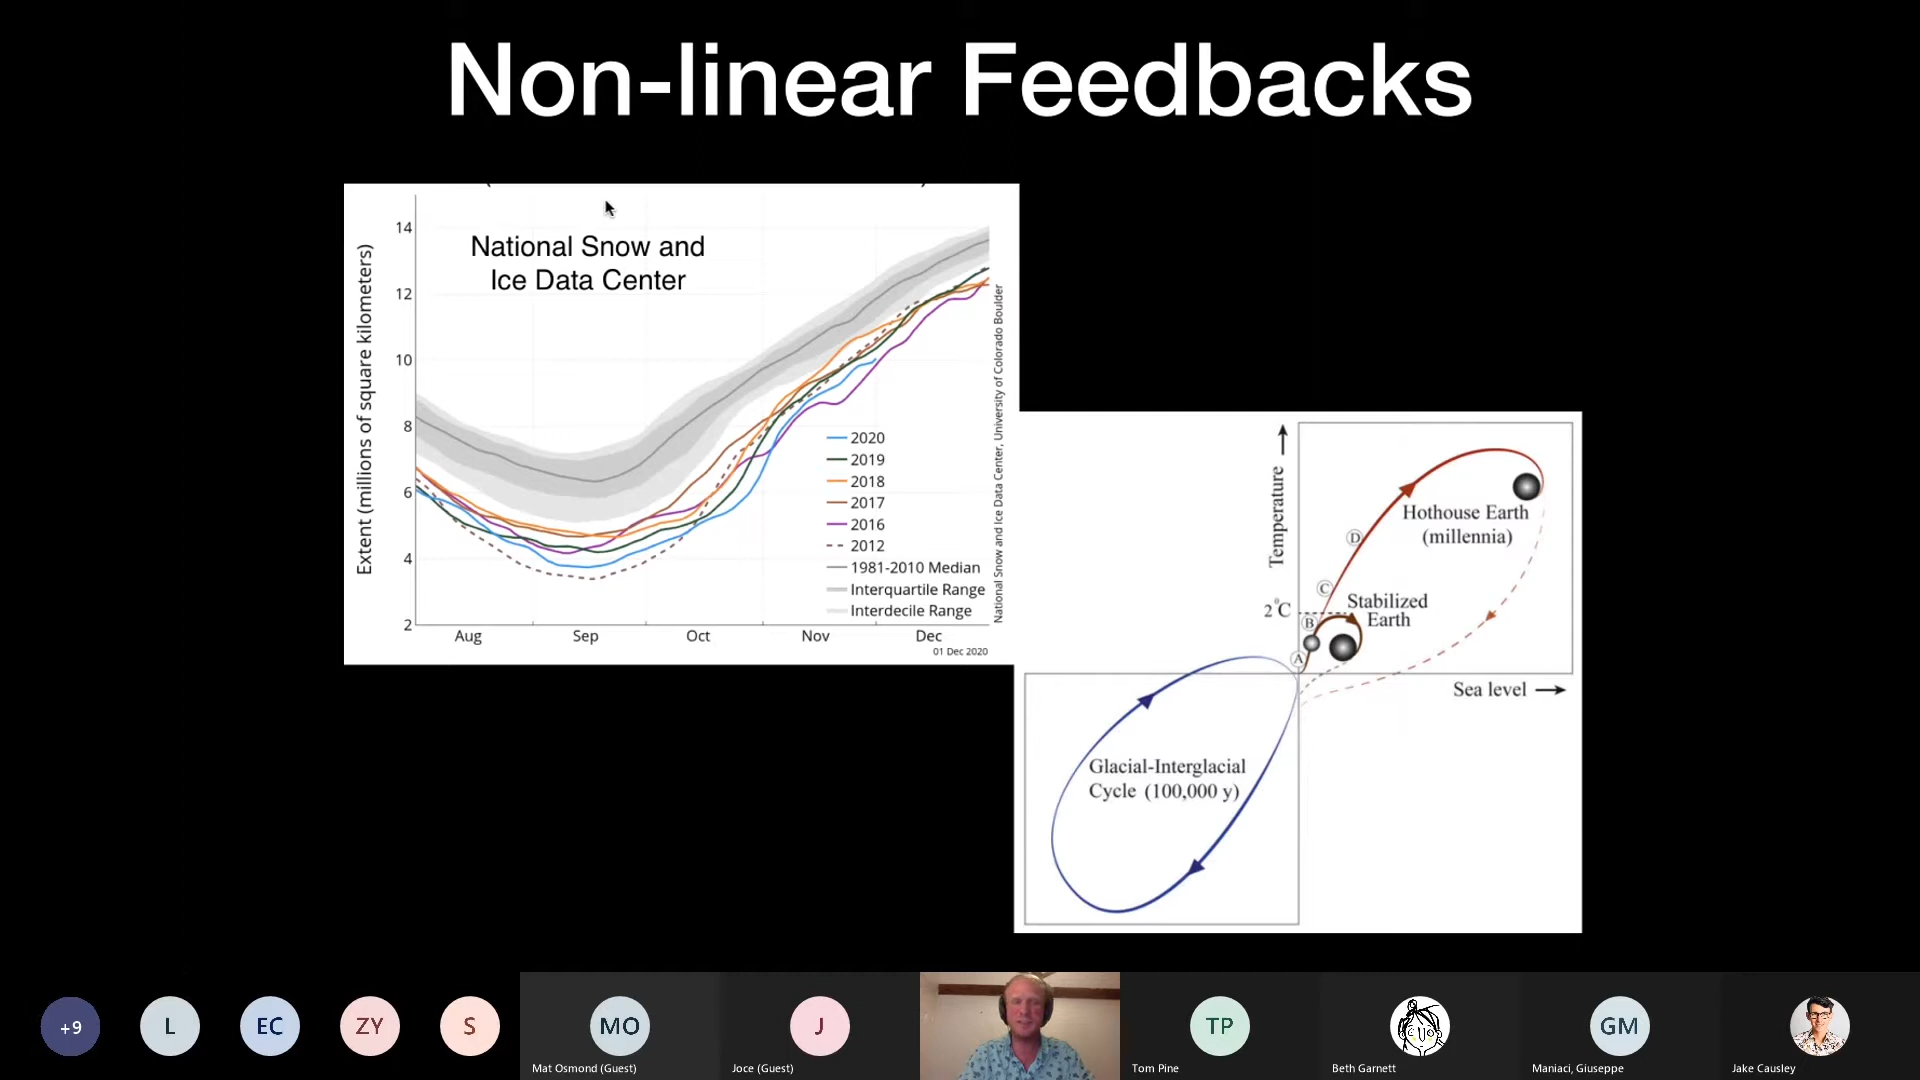 Non-linear Feedbacks
National Snow and
Ice Data Center
Extent (millions of square kilometers)
14
12
10
8
6
4
2
Aug
Sep
Oct
Nov
Dec
01 Dec 2020
2020
2019
2018
2017
2016
2012
1981-2010 Median
Interquartile Range
Interdecile Range
National Snow and Ice Data Center, University of Colorado Boulder
Temperature
Hothouse Earth
(millennia)
D
C
Stabilized
Earth
2°C
B
A
Sea level
Glacial-Interglacial
Cycle (100,000 y)
+9
L
EC
ZY
S
MO
Mat Osmond (Guest)
J
Joce (Guest)
TP
Tom Pine
Beth Garnett
GM
Maniaci, Giuseppe
Jake Causley